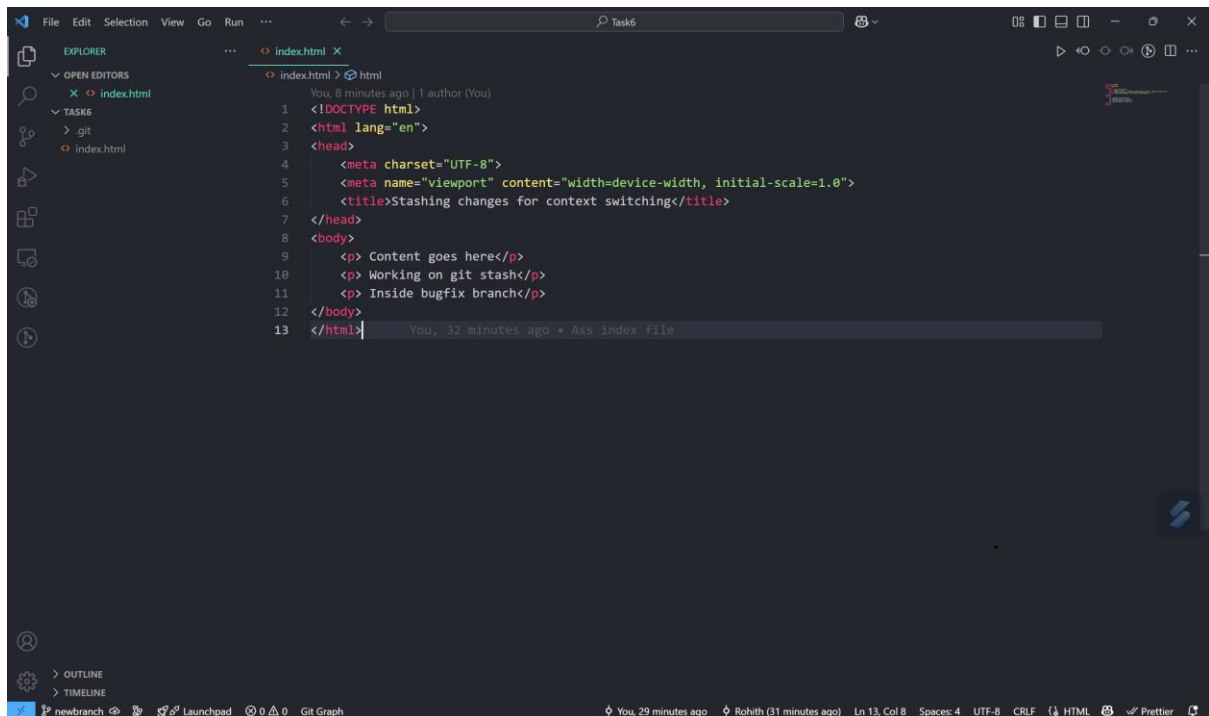 File Edit Selection View Go Run ··· Task6
EXPLORER ···
OPEN EDITORS
index.html
TASK6
.git
index.html
OUTLINE
TIMELINE
index.html
index.html > html
You, 8 minutes ago | 1 author (You)
1 <!DOCTYPE html>
2 <html lang="en">
3 <head>
4 <meta charset="UTF-8">
5 <meta name="viewport" content="width=device-width, initial-scale=1.0">
6 <title>Stashing changes for context switching</title>
7 </head>
8 <body>
9 <p> Content goes here</p>
10 <p> Working on git stash</p>
11 <p> Inside bugfix branch</p>
12 </body>
13 </html> You, 32 minutes ago • Ass index file
newbranch Launchpad 0 0 Git Graph You, 29 minutes ago Rohith (31 minutes ago) Ln 13, Col 8 Spaces: 4 UTF-8 CRLF HTML Prettier